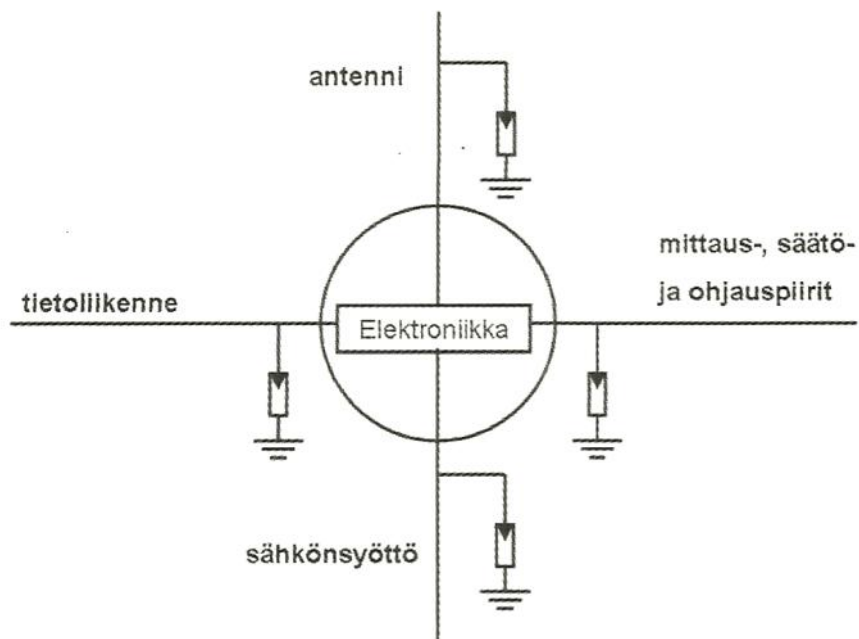 antenni
mittaus-, säätö-
ja ohjauspiirit
tietoliikenne
Elektroniikka
sähkönsyöttö